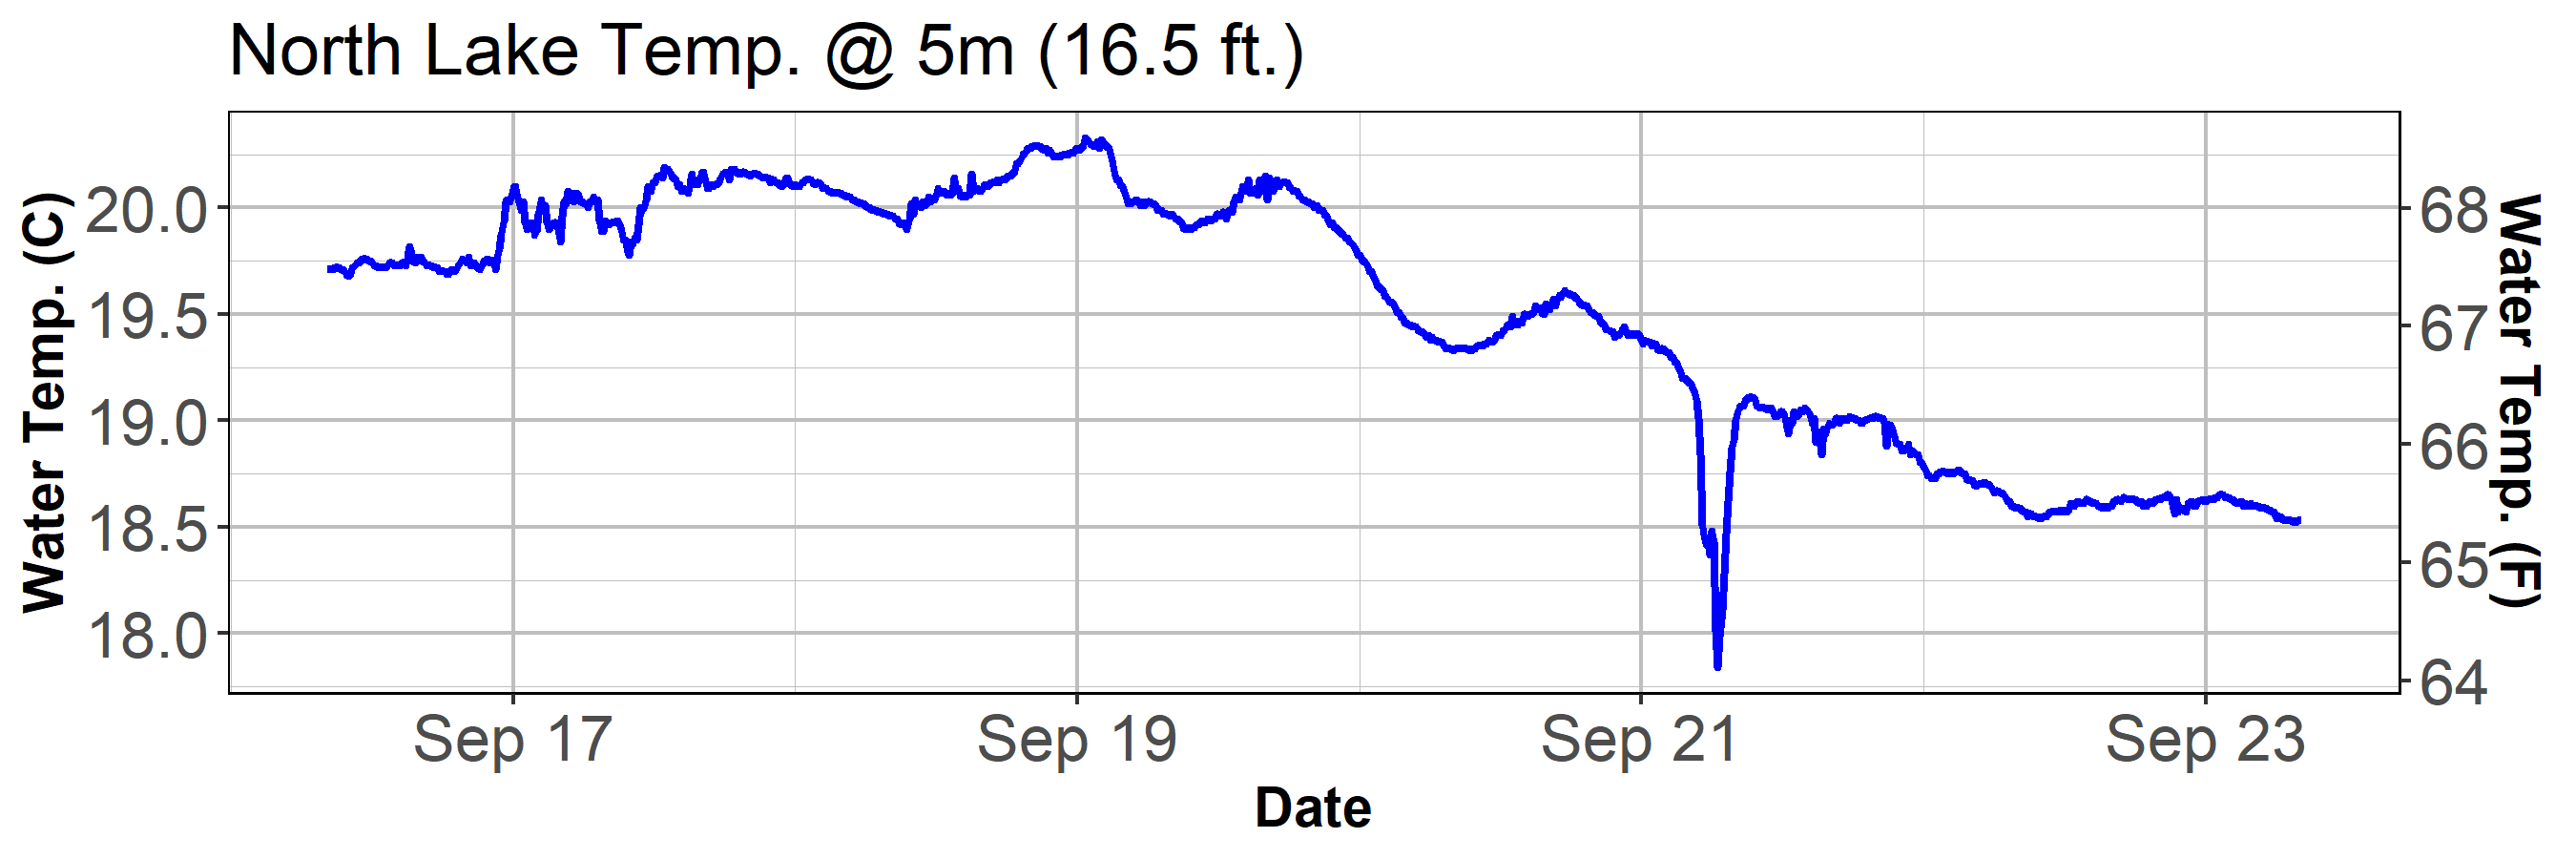 North Lake Temp. @ 5m (16.5 ft.)
Water Temp. (C)
20.0
19.5
19.0
18.5
18.0
68
67
66
65
64
Water Temp. (F)
Sep 17
Sep 19
Sep 21
Sep 23
Date